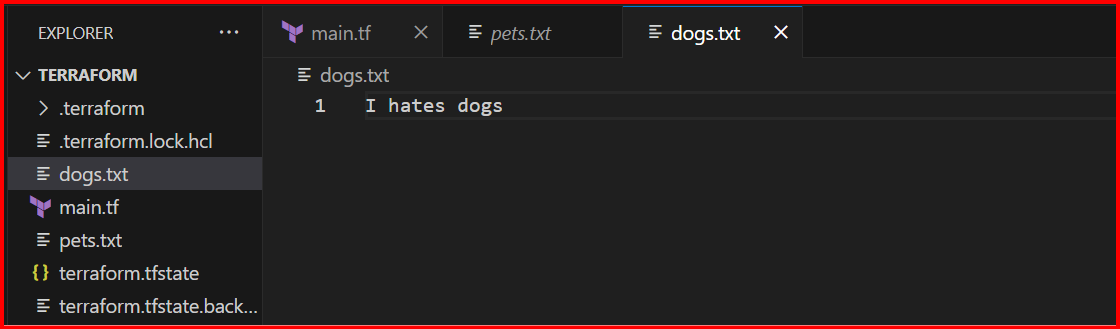 EXPLORER ...
TERRAFORM
.terraform
.terraform.lock.hcl
dogs.txt
main.tf
pets.txt
{} terraform.tfstate
terraform.tfstate.back...
main.tf pets.txt dogs.txt
dogs.txt
1 I hates dogs